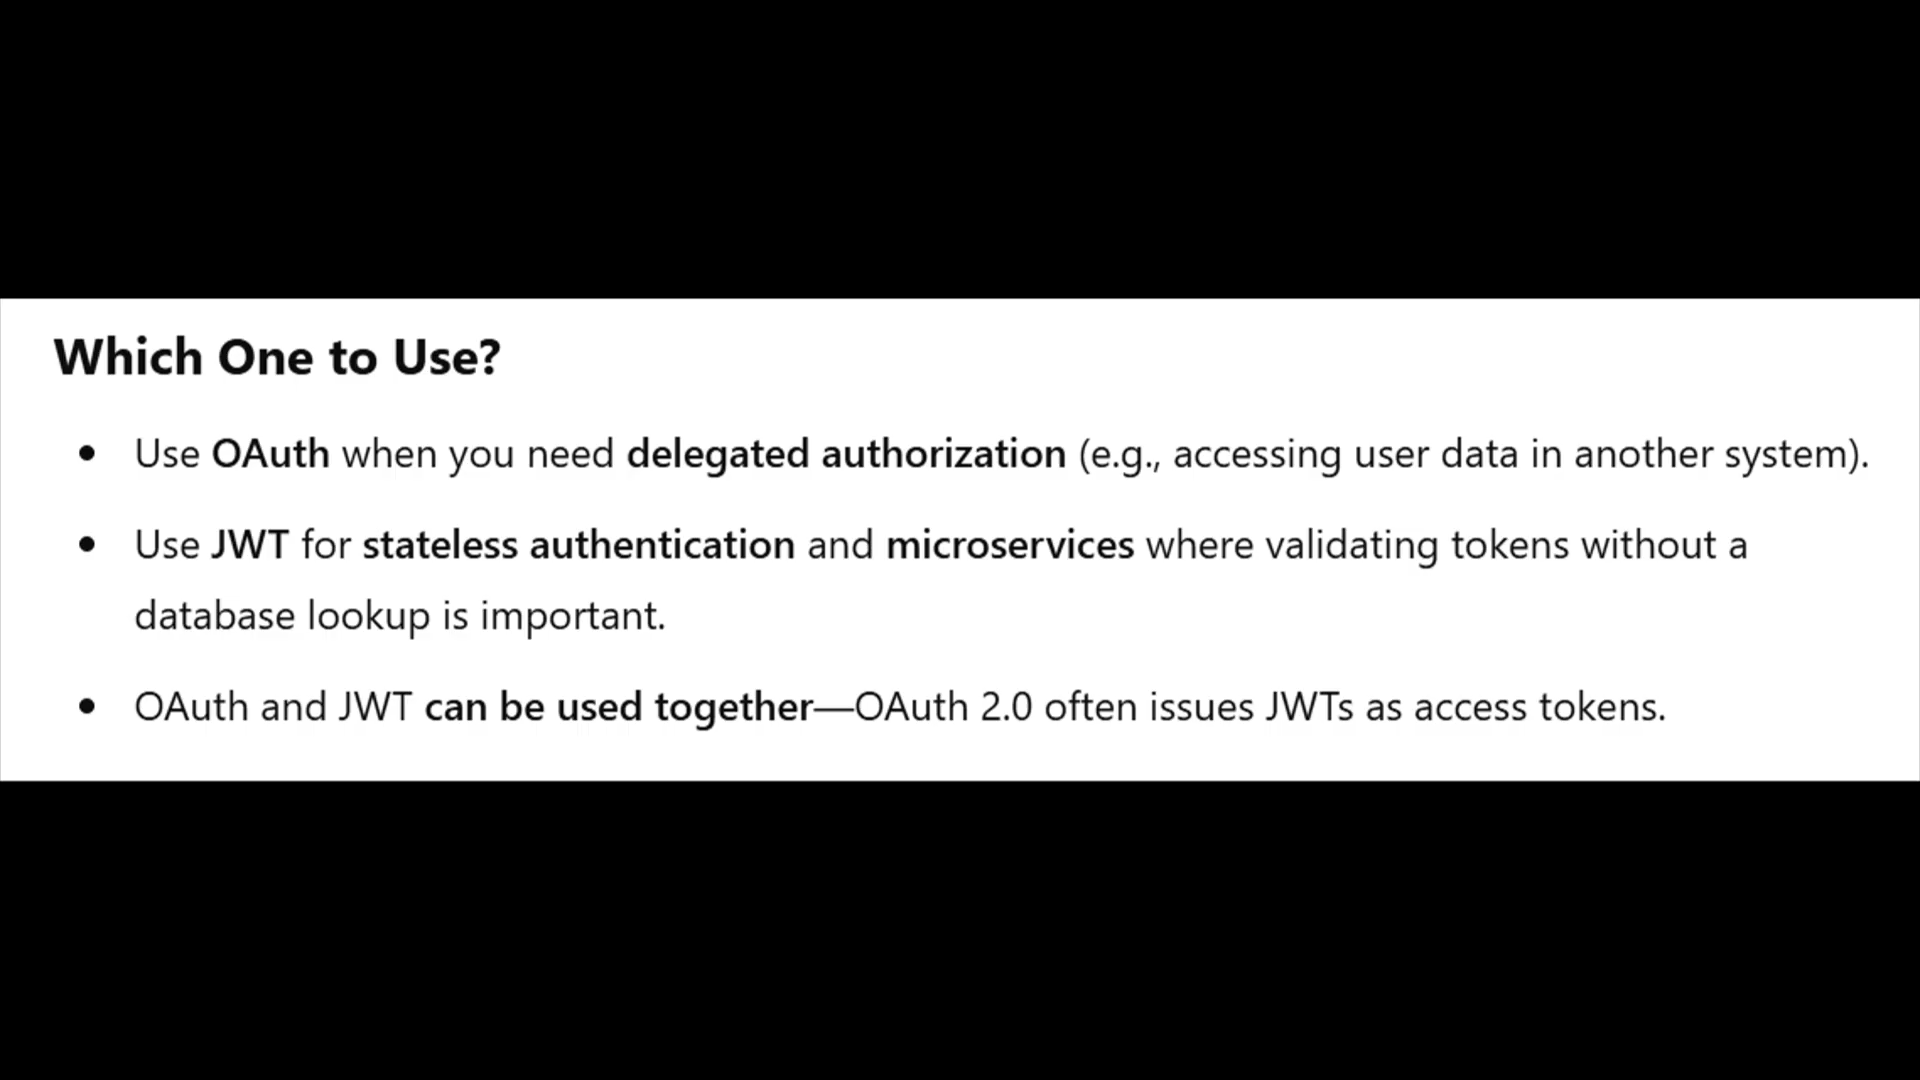 Which One to Use?
• Use OAuth when you need delegated authorization (e.g., accessing user data in another system).
• Use JWT for stateless authentication and microservices where validating tokens without a
database lookup is important.
• OAuth and JWT can be used together—OAuth 2.0 often issues JWTs as access tokens.